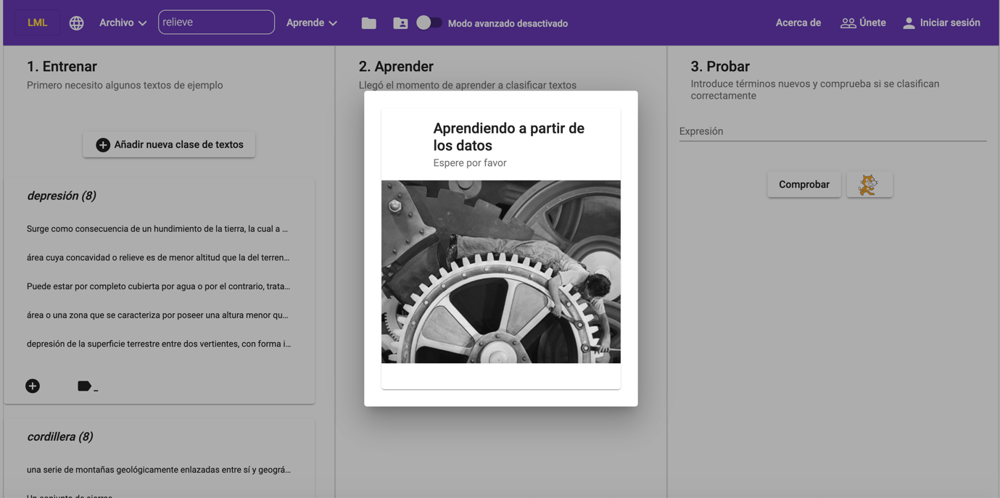 LML
Archivo
relieve
Aprende
Modo avanzado desactivado
Acerca de
Únete
Iniciar sesión
1. Entrenar
Primero necesito algunos textos de ejemplo
Añadir nueva clase de textos
depresión (8)
Surge como consecuencia de un hundimiento de la tierra, la cual a ...
área cuya concavidad o relieve es de menor altitud que la del terren...
Puede estar por completo cubierta por agua o por el contrario, trata...
área o una zona que se caracteriza por poseer una altura menor qu...
depresión de la superficie terrestre entre dos vertientes, con forma i...
cordillera (8)
una serie de montañas geológicamente enlazadas entre sí y geográ...
Un conjunto de sierras
2. Aprender
Llegó el momento de aprender a clasificar textos
Aprendiendo a partir de
los datos
Espere por favor
3. Probar
Introduce términos nuevos y comprueba si se clasifican
correctamente
Expresión
Comprobar